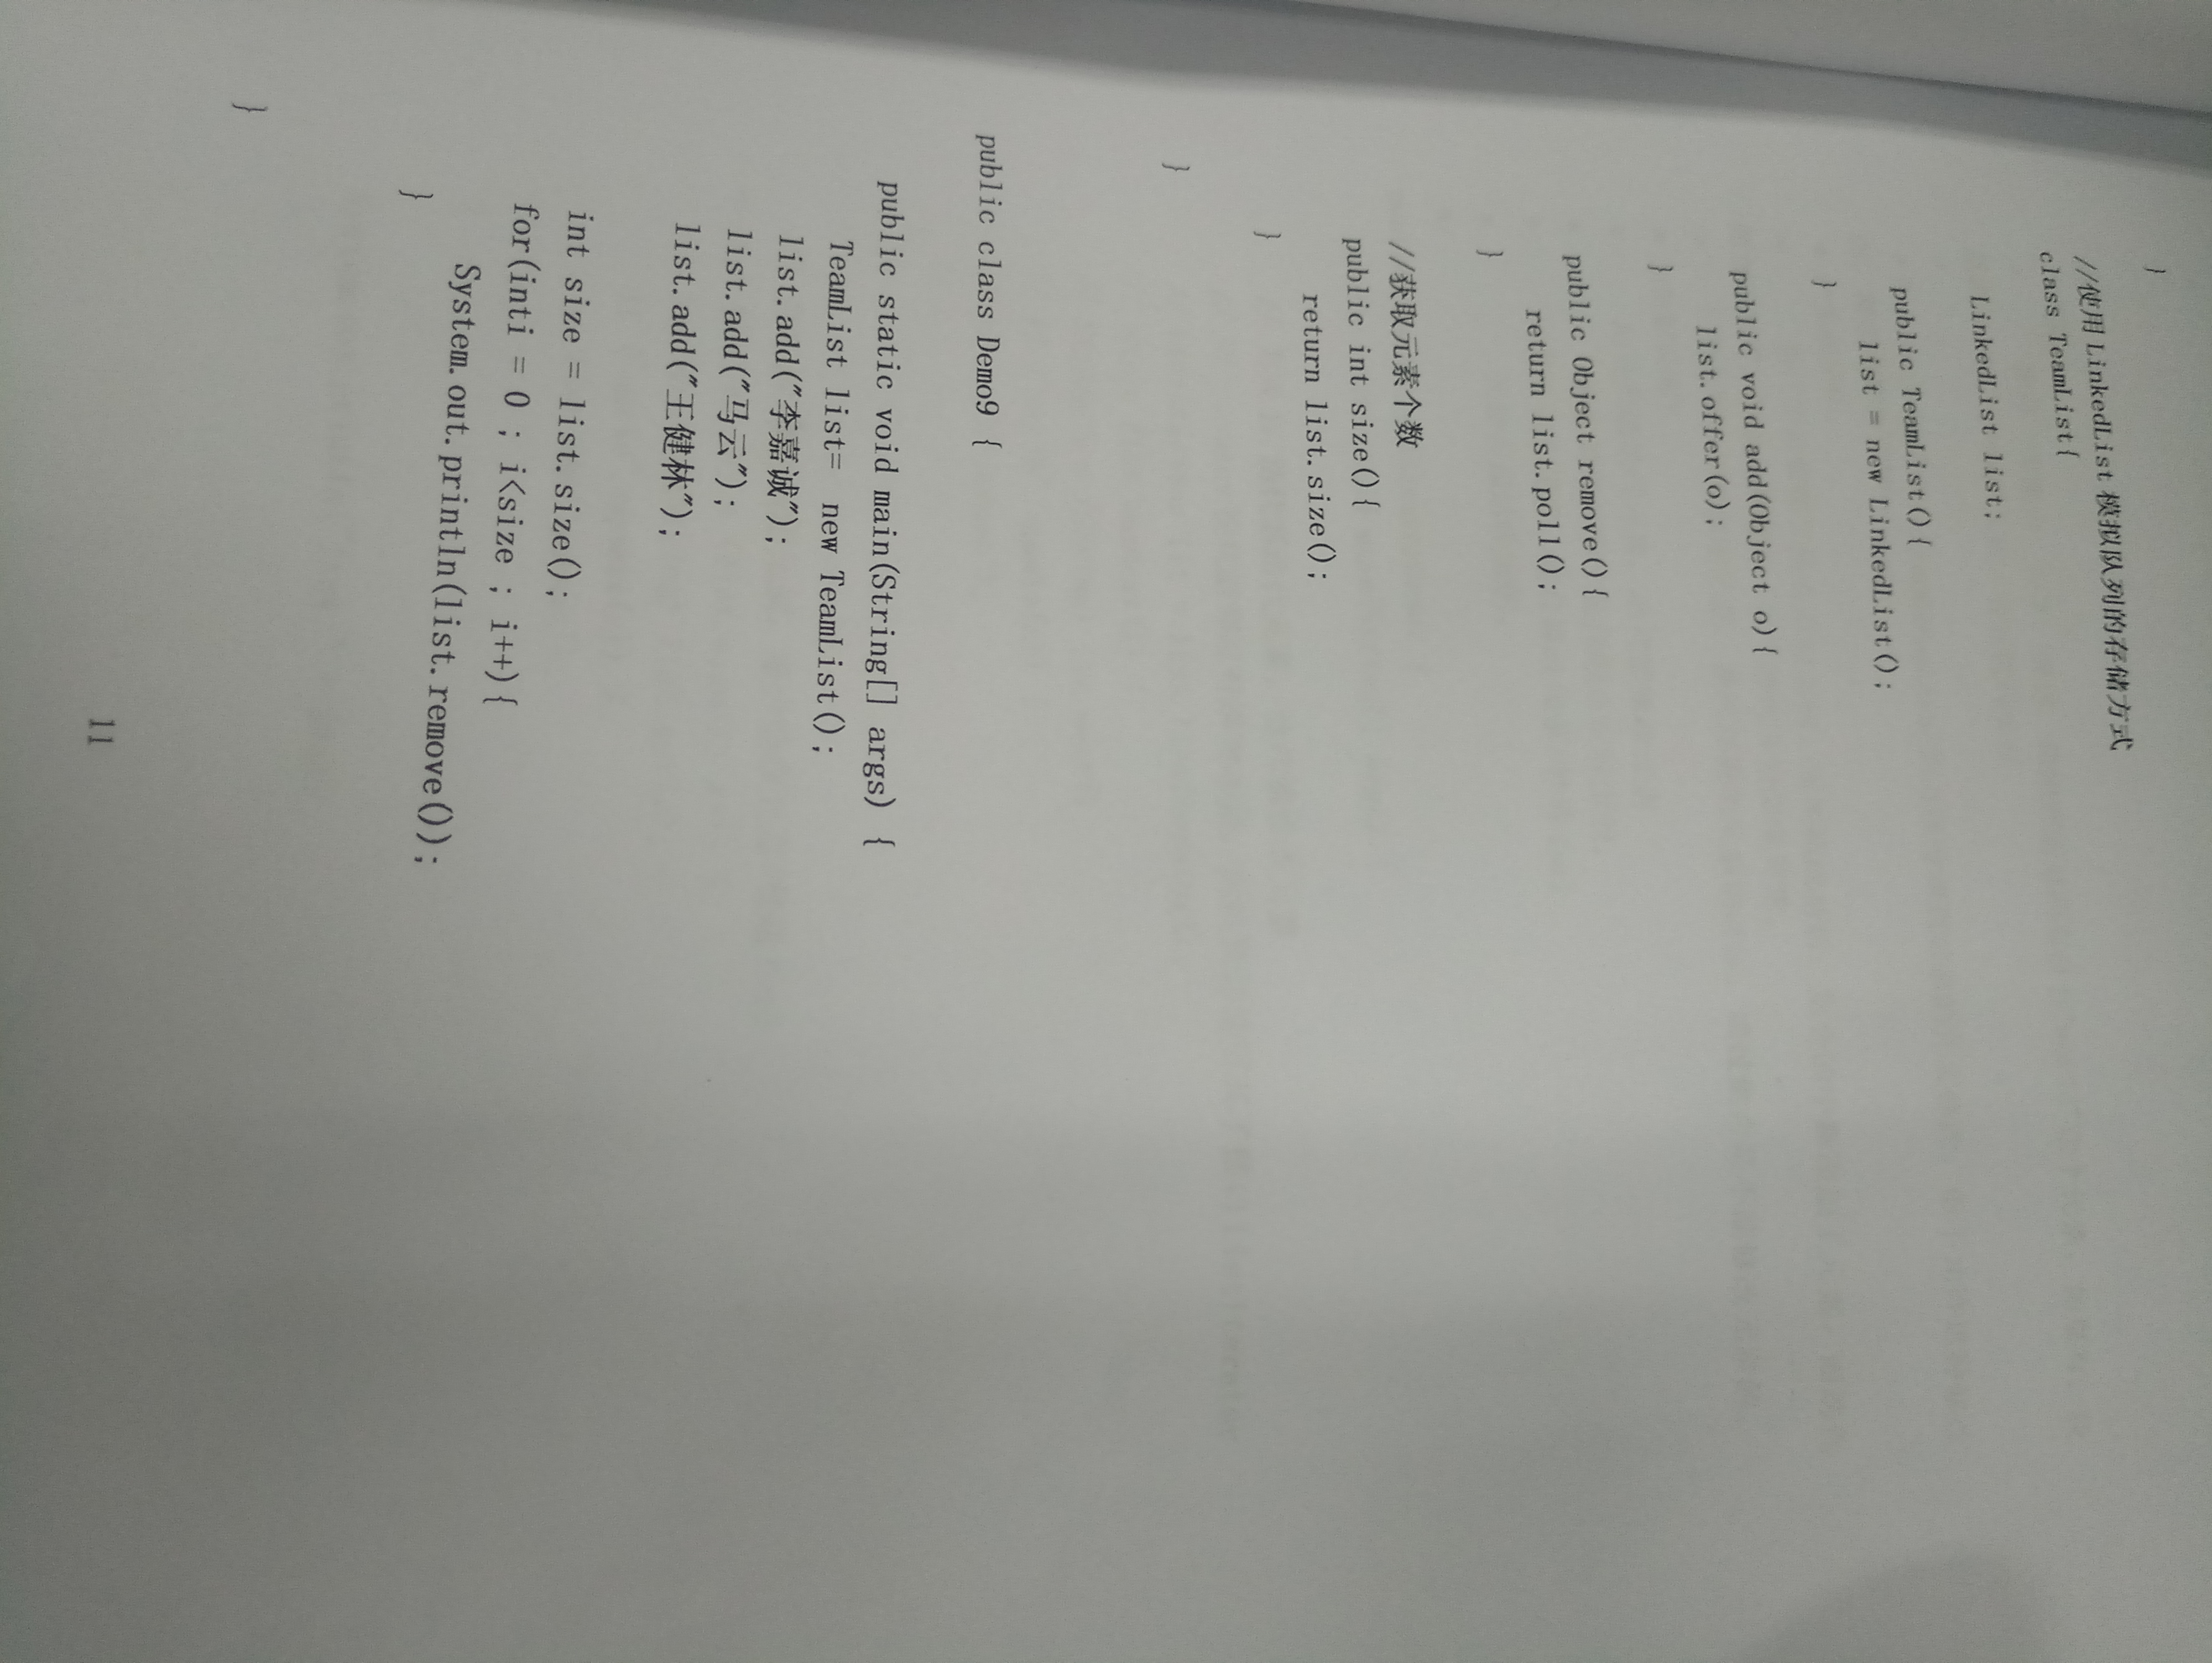 }
//使用 LinkedList 模拟队列的存储方式
class TeamList{
LinkedList list;
public TeamList(){
list = new LinkedList();
}
public void add(Object o){
list.offer(o);
}
public Object remove(){
return list.poll();
}
//获取元素个数
public int size(){
return list.size();
}
}
public class Demo9 {
public static void main(String[] args) {
TeamList list=  new TeamList();
list.add("李嘉诚");
list.add("马云");
list.add("王健林");
int size = list.size();
for(inti = 0 ; i<size ; i++){
System.out.println(list.remove());
}
}
11